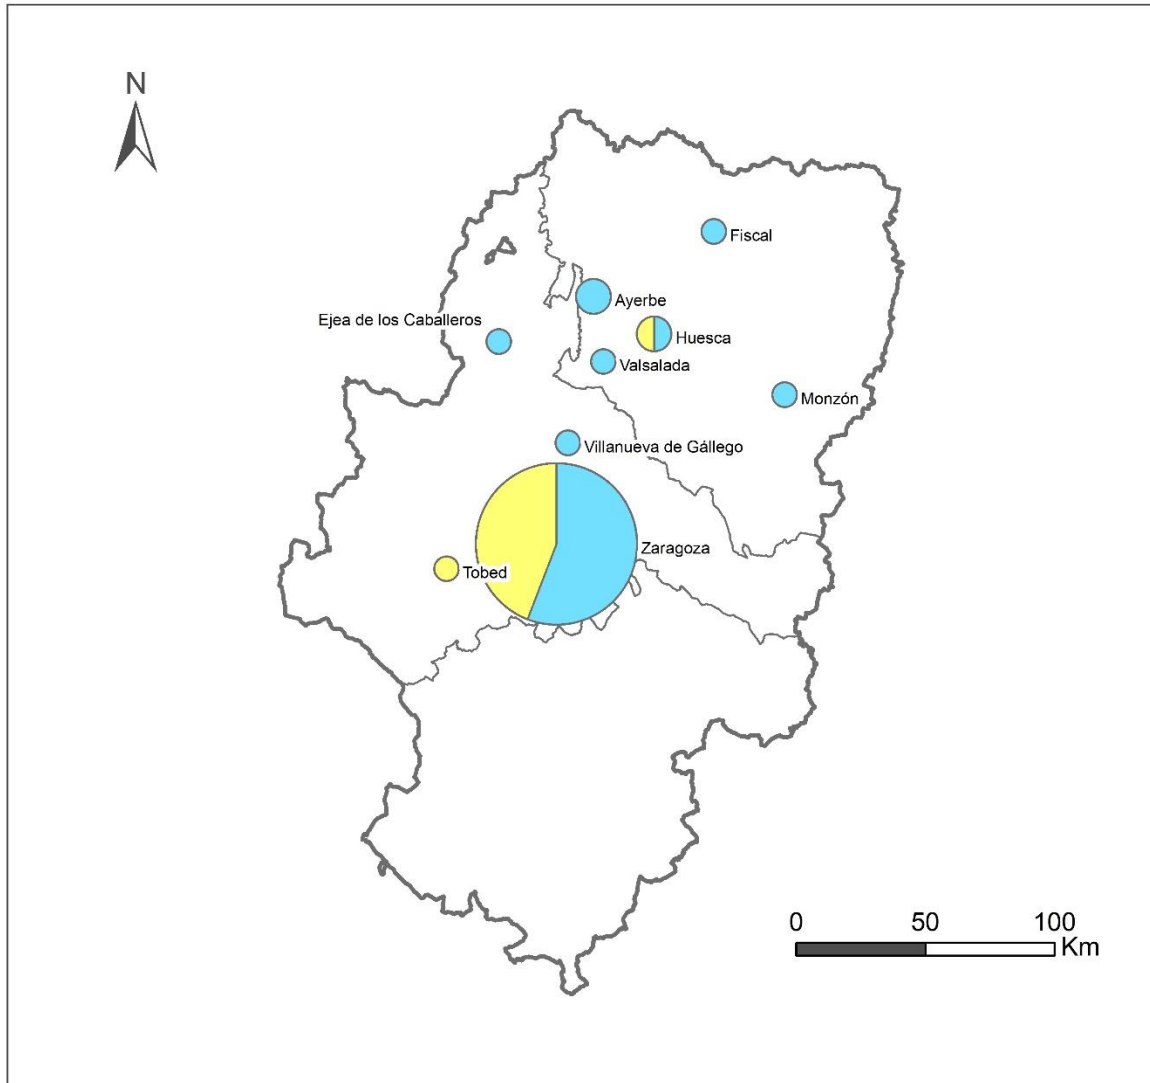 N
Fiscal
Ayerbe
Ejea de los Caballeros
Huesca
Valsalada
Monzón
Villanueva de Gállego
Zaragoza
Tobed
0 50 100
Km